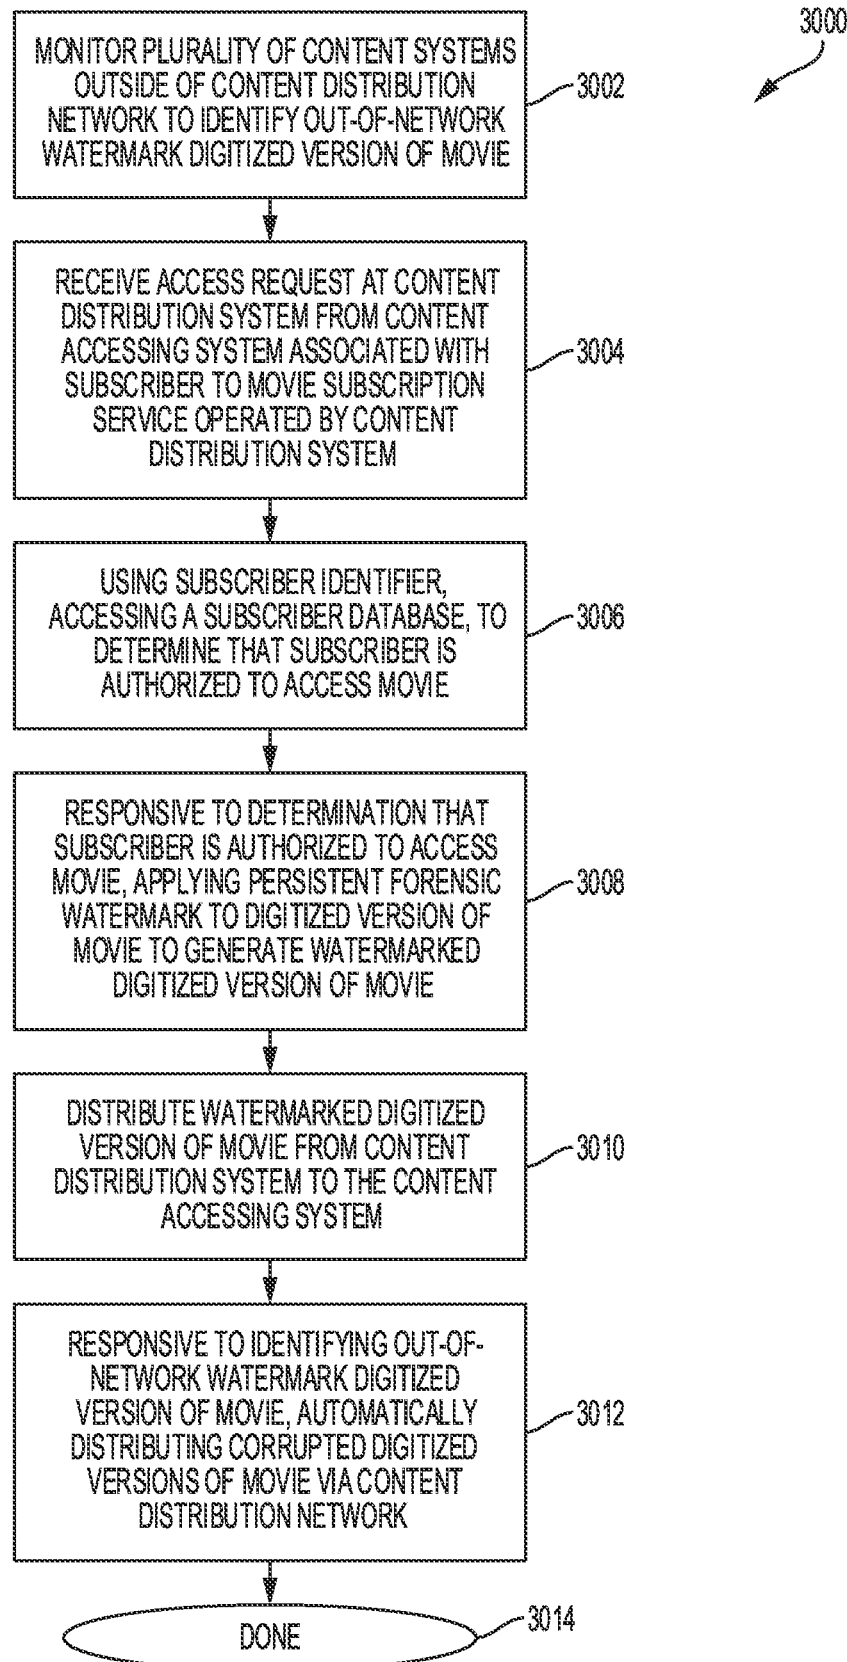 3000
MONITOR PLURALITY OF CONTENT SYSTEMS
OUTSIDE OF CONTENT DISTRIBUTION
NETWORK TO IDENTIFY OUT-OF-NETWORK
WATERMARK DIGITIZED VERSION OF MOVIE
3002
RECEIVE ACCESS REQUEST AT CONTENT
DISTRIBUTION SYSTEM FROM CONTENT
ACCESSING SYSTEM ASSOCIATED WITH
SUBSCRIBER TO MOVIE SUBSCRIPTION
SERVICE OPERATED BY CONTENT
DISTRIBUTION SYSTEM
3004
USING SUBSCRIBER IDENTIFIER,
ACCESSING A SUBSCRIBER DATABASE, TO
DETERMINE THAT SUBSCRIBER IS
AUTHORIZED TO ACCESS MOVIE
3006
RESPONSIVE TO DETERMINATION THAT
SUBSCRIBER IS AUTHORIZED TO ACCESS
MOVIE, APPLYING PERSISTENT FORENSIC
WATERMARK TO DIGITIZED VERSION OF
MOVIE TO GENERATE WATERMARKED
DIGITIZED VERSION OF MOVIE
3008
DISTRIBUTE WATERMARKED DIGITIZED
VERSION OF MOVIE FROM CONTENT
DISTRIBUTION SYSTEM TO THE CONTENT
ACCESSING SYSTEM
3010
RESPONSIVE TO IDENTIFYING OUT-OF-
NETWORK WATERMARK DIGITIZED
VERSION OF MOVIE, AUTOMATICALLY
DISTRIBUTING CORRUPTED DIGITIZED
VERSIONS OF MOVIE VIA CONTENT
DISTRIBUTION NETWORK
3012
DONE
3014